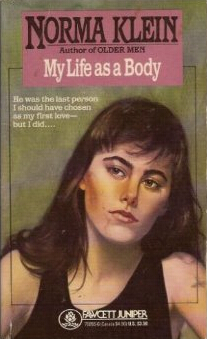 NORMA KLEIN
Author of OLDER MEN
My Life as a Body
He was the last person
I should have chosen
as my first love—
but I did....
FAWCETT JUNIPER